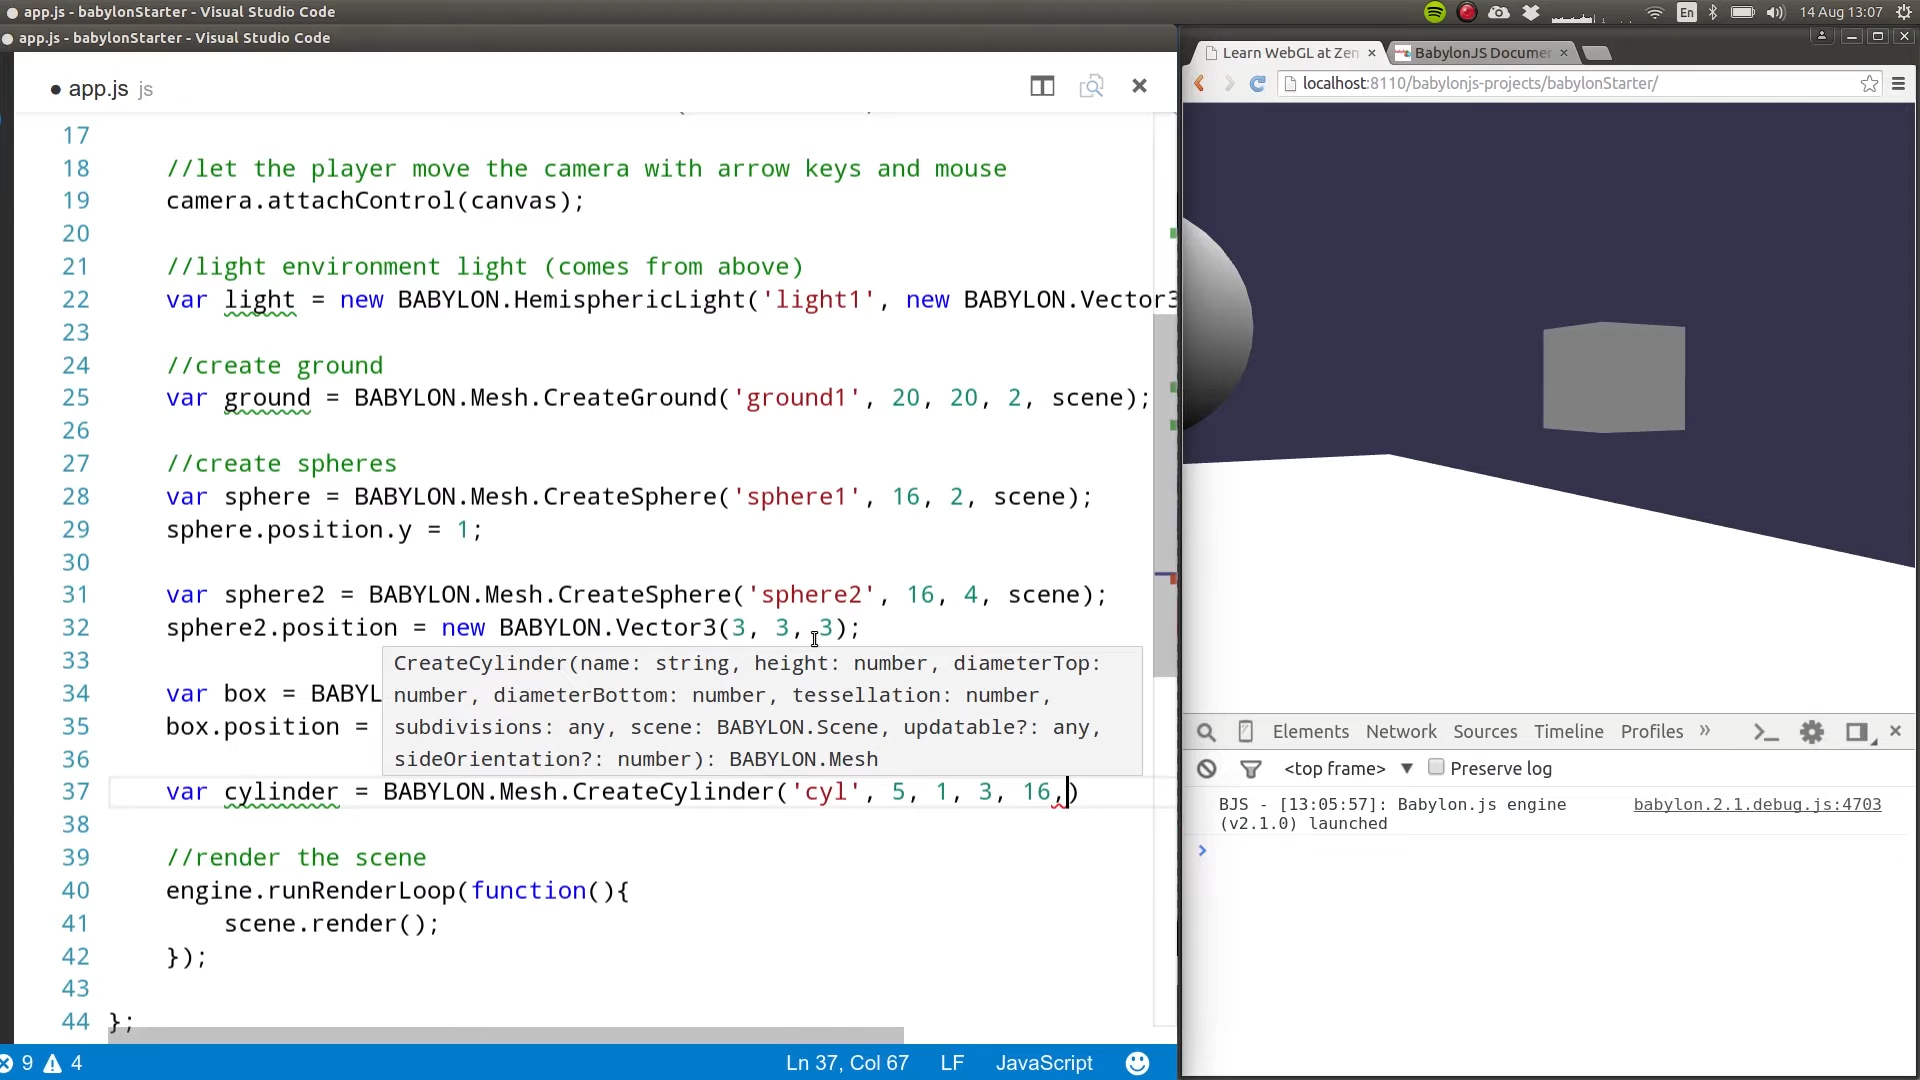 app.js - babylonStarter - Visual Studio Code
En
14 Aug 13:07
app.js - babylonStarter - Visual Studio Code
app.js js
17
18 //let the player move the camera with arrow keys and mouse
19 camera.attachControl(canvas);
20
21 //light environment light (comes from above)
22 var light = new BABYLON.HemisphericLight('light1', new BABYLON.Vector3
23
24 //create ground
25 var ground = BABYLON.Mesh.CreateGround('ground1', 20, 20, 2, scene);
26
27 //create spheres
28 var sphere = BABYLON.Mesh.CreateSphere('sphere1', 16, 2, scene);
29 sphere.position.y = 1;
30
31 var sphere2 = BABYLON.Mesh.CreateSphere('sphere2', 16, 4, scene);
32 sphere2.position = new BABYLON.Vector3(3, 3, 3);
33
34 var box = BABYL
35 box.position =
36
CreateCylinder(name: string, height: number, diameterTop:
number, diameterBottom: number, tessellation: number,
subdivisions: any, scene: BABYLON.Scene, updatable?: any,
sideOrientation?: number): BABYLON.Mesh
37 var cylinder = BABYLON.Mesh.CreateCylinder('cyl', 5, 1, 3, 16,)
38
39 //render the scene
40 engine.runRenderLoop(function(){
41 scene.render();
42 });
43
44 };
9 4
Ln 37, Col 67 LF JavaScript
Learn WebGL at Zen
BabylonJS Documen
localhost:8110/babylonjs-projects/babylonStarter/
Elements Network Sources Timeline Profiles »
<top frame> ▼ Preserve log
BJS - [13:05:57]: Babylon.js engine babylon.2.1.debug.js:4703
(v2.1.0) launched